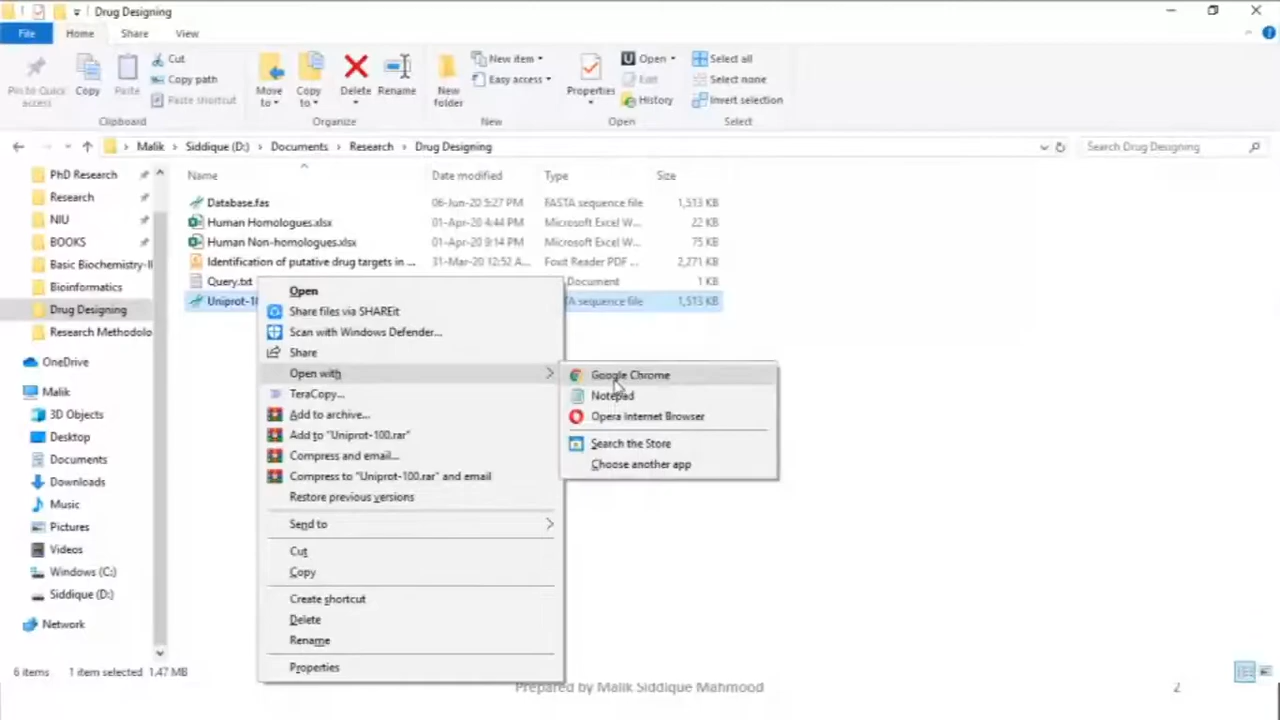 Drug Designing
File Home Share View
Pin to Quick access
Copy
Paste
Cut
Copy path
Paste shortcut
Clipboard
Move to
Copy to
Delete
Rename
Organize
New folder
New item
Easy access
New
Properties
Open
Edit
History
Open
Select all
Select none
Invert selection
Select
Malik > Siddique (D:) > Documents > Research > Drug Designing
Search Drug Designing
PhD Research
Research
NIU
BOOKS
Basic Biochemistry-II
Bioinformatics
Drug Designing
Research Methodolo
OneDrive
Malik
3D Objects
Desktop
Documents
Downloads
Music
Pictures
Videos
Windows (C:)
Siddique (D:)
Network
Name Date modified Type Size
Database.fas 06-Jun-20 5:27 PM FASTA sequence file 1,513 KB
Human Homologues.xlsx 01-Apr-20 4:44 PM Microsoft Excel W... 22 KB
Human Non-homologues.xlsx 01-Apr-20 9:14 PM Microsoft Excel W... 75 KB
Identification of putative drug targets in ... 31-Mar-20 12:52 A... Foxit Reader PDF ... 2,271 KB
Query.txt Document 1 KB
Uniprot-10 A sequence file 1,513 KB
Open
Share files via SHAREit
Scan with Windows Defender...
Share
Open with
TeraCopy...
Add to archive...
Add to "Uniprot-100.rar"
Compress and email...
Compress to "Uniprot-100.rar" and email
Restore previous versions
Send to
Cut
Copy
Create shortcut
Delete
Rename
Properties
Google Chrome
Notepad
Opera Internet Browser
Search the Store
Choose another app
6 items 1 item selected 1.47 MB
Prepared by Malik Siddique Mahmood
2